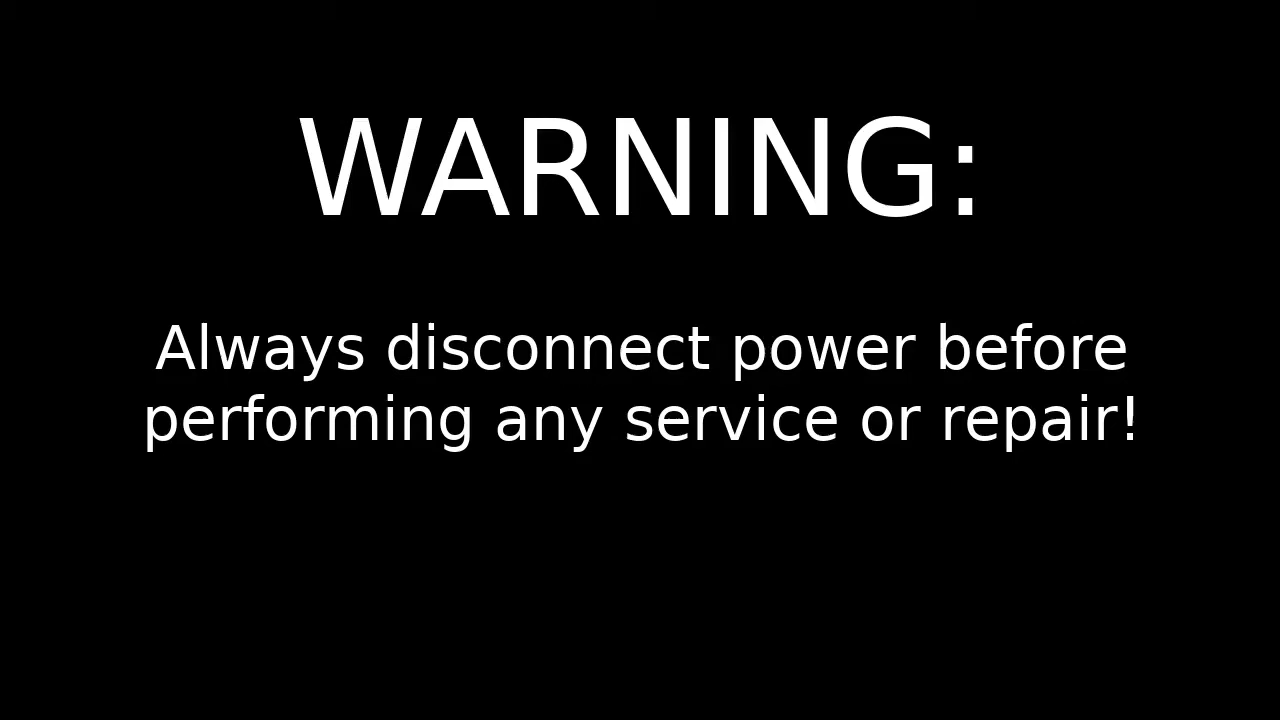 WARNING:
Always disconnect power before
performing any service or repair!